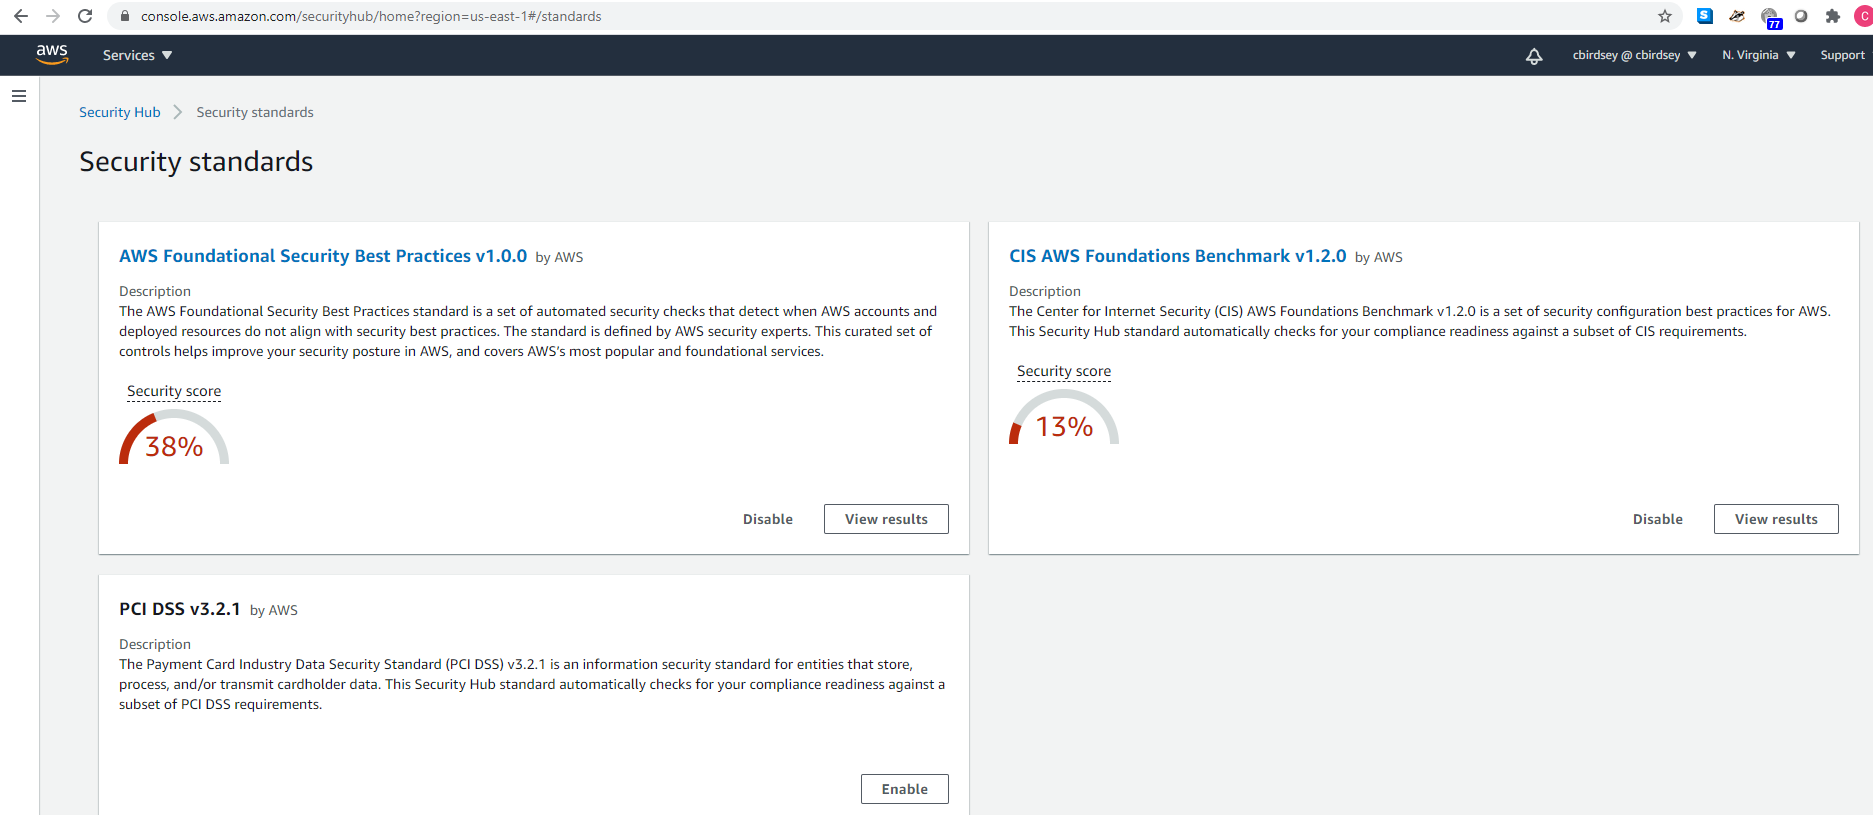 console.aws.amazon.com/securityhub/home?region=us-east-1#/standards
S
77
C
aws
Services
cbirdsey @ cbirdsey
N. Virginia
Support
Security Hub
Security standards
Security standards
AWS Foundational Security Best Practices v1.0.0 by AWS
Description
The AWS Foundational Security Best Practices standard is a set of automated security checks that detect when AWS accounts and
deployed resources do not align with security best practices. The standard is defined by AWS security experts. This curated set of
controls helps improve your security posture in AWS, and covers AWS's most popular and foundational services.
Security score
38%
Disable
View results
CIS AWS Foundations Benchmark v1.2.0 by AWS
Description
The Center for Internet Security (CIS) AWS Foundations Benchmark v1.2.0 is a set of security configuration best practices for AWS.
This Security Hub standard automatically checks for your compliance readiness against a subset of CIS requirements.
Security score
13%
Disable
View results
PCI DSS v3.2.1 by AWS
Description
The Payment Card Industry Data Security Standard (PCI DSS) v3.2.1 is an information security standard for entities that store,
process, and/or transmit cardholder data. This Security Hub standard automatically checks for your compliance readiness against a
subset of PCI DSS requirements.
Enable